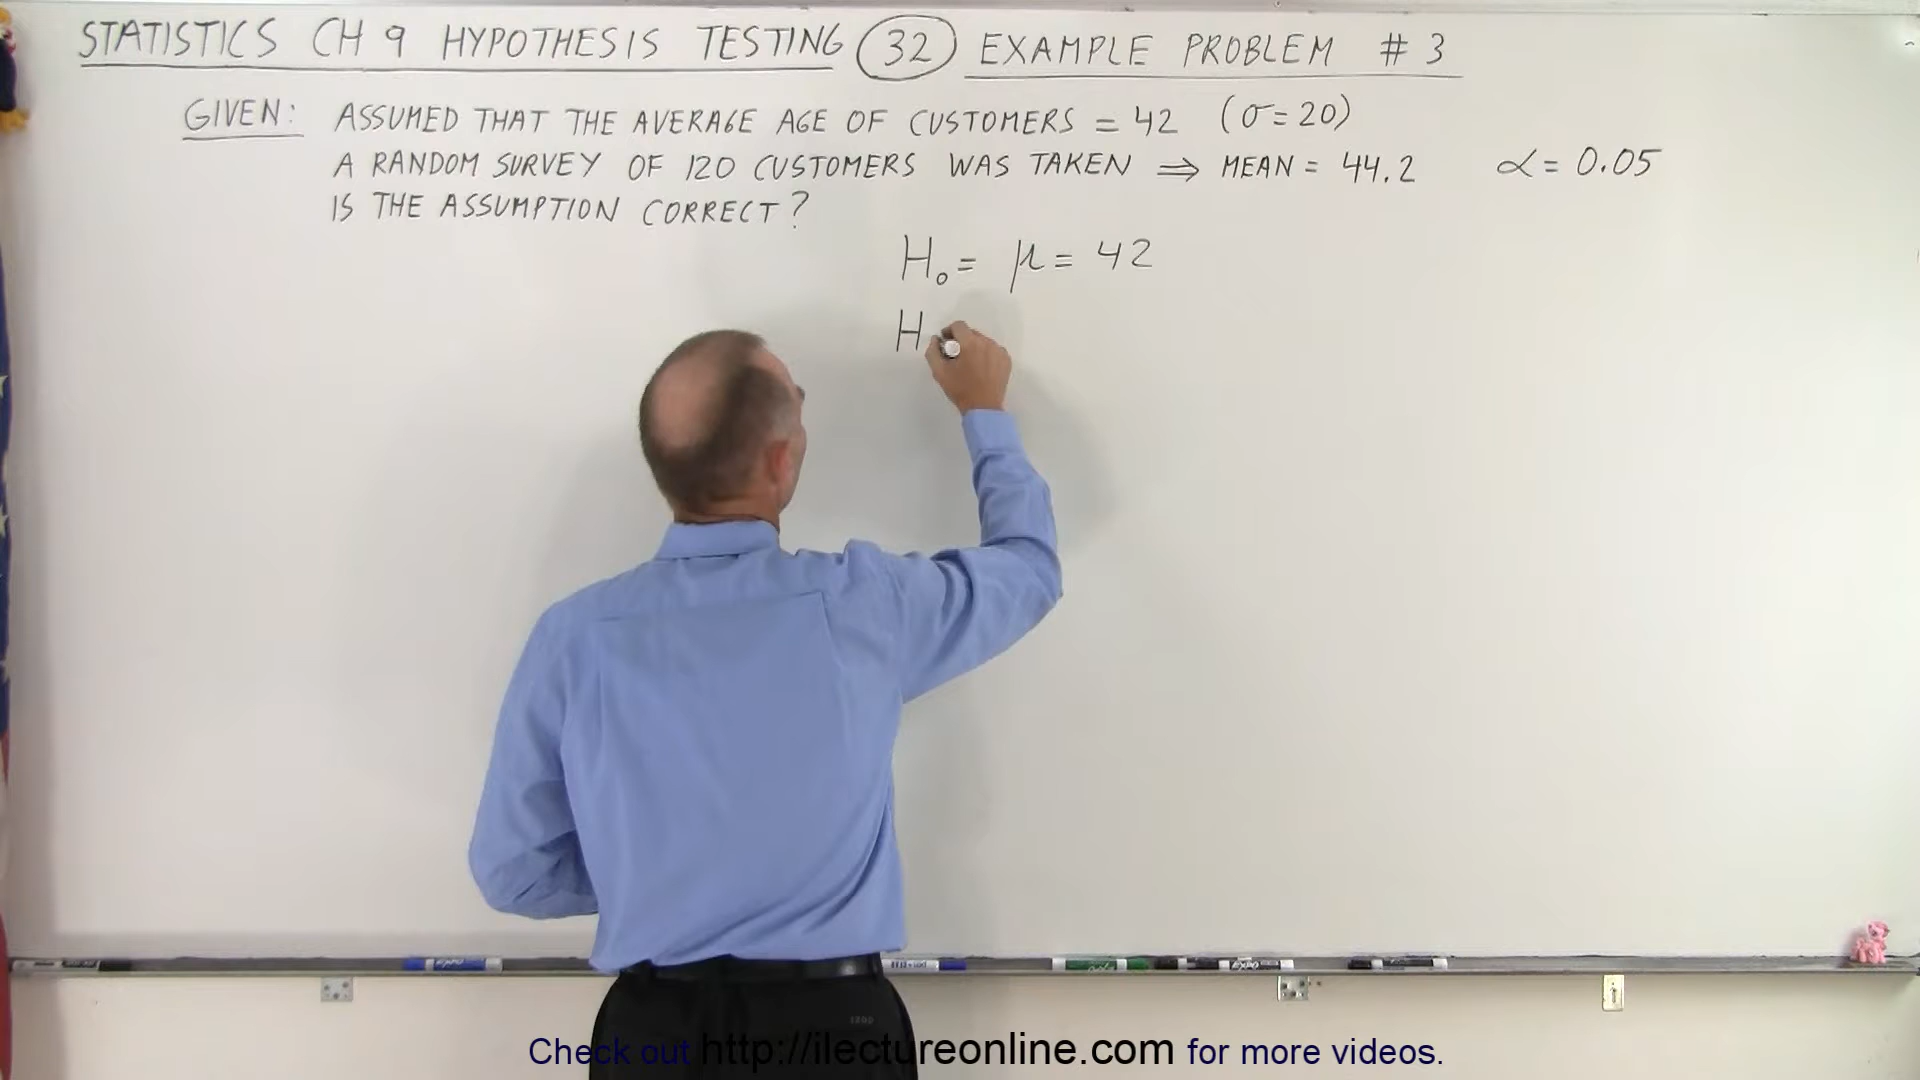 STATISTICS CH 9 HYPOTHESIS TESTING 32 EXAMPLE PROBLEM # 3
GIVEN: ASSUMED THAT THE AVERAGE AGE OF CUSTOMERS = 42 (σ = 20)
A RANDOM SURVEY OF 120 CUSTOMERS WAS TAKEN ⇒ MEAN = 44.2 α = 0.05
IS THE ASSUMPTION CORRECT?
H₀ = μ = 42
H
Check out http://ilectureonline.com for more videos.